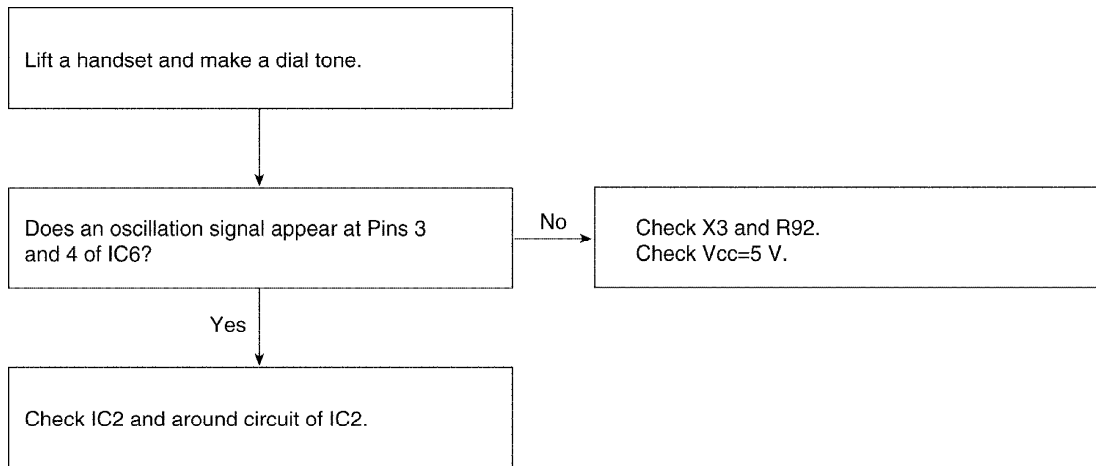 Lift a handset and make a dial tone.
Does an oscillation signal appear at Pins 3
and 4 of IC6?
No
Check X3 and R92.
Check Vcc=5 V.
Yes
Check IC2 and around circuit of IC2.